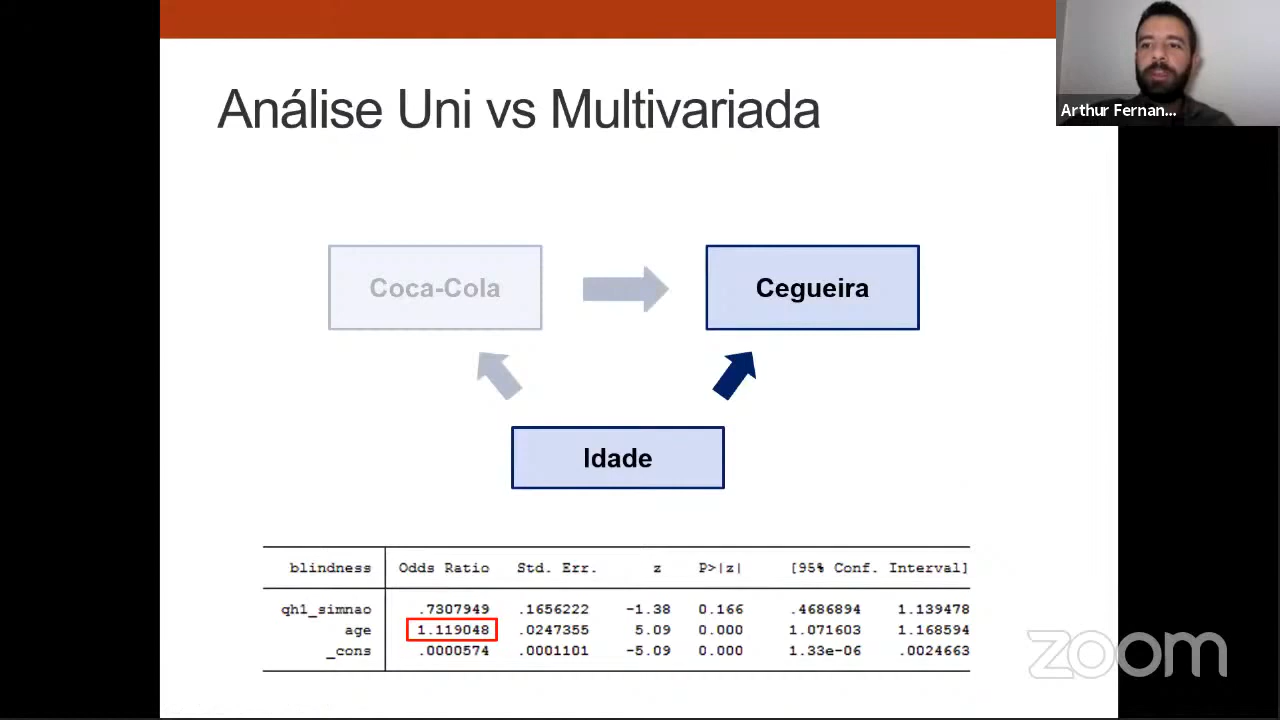 Análise Uni vs Multivariada
Arthur Fernan...
Coca-Cola
Cegueira
Idade
blindness Odds Ratio Std. Err. z P>|z| [95% Conf. Interval]
qh1_simnao .7307949 .1656222 -1.38 0.166 .4686894 1.139478
age 1.119048 .0247355 5.09 0.000 1.071603 1.168594
_cons .0000574 .0001101 -5.09 0.000 1.33e-06 .0024663
zoom